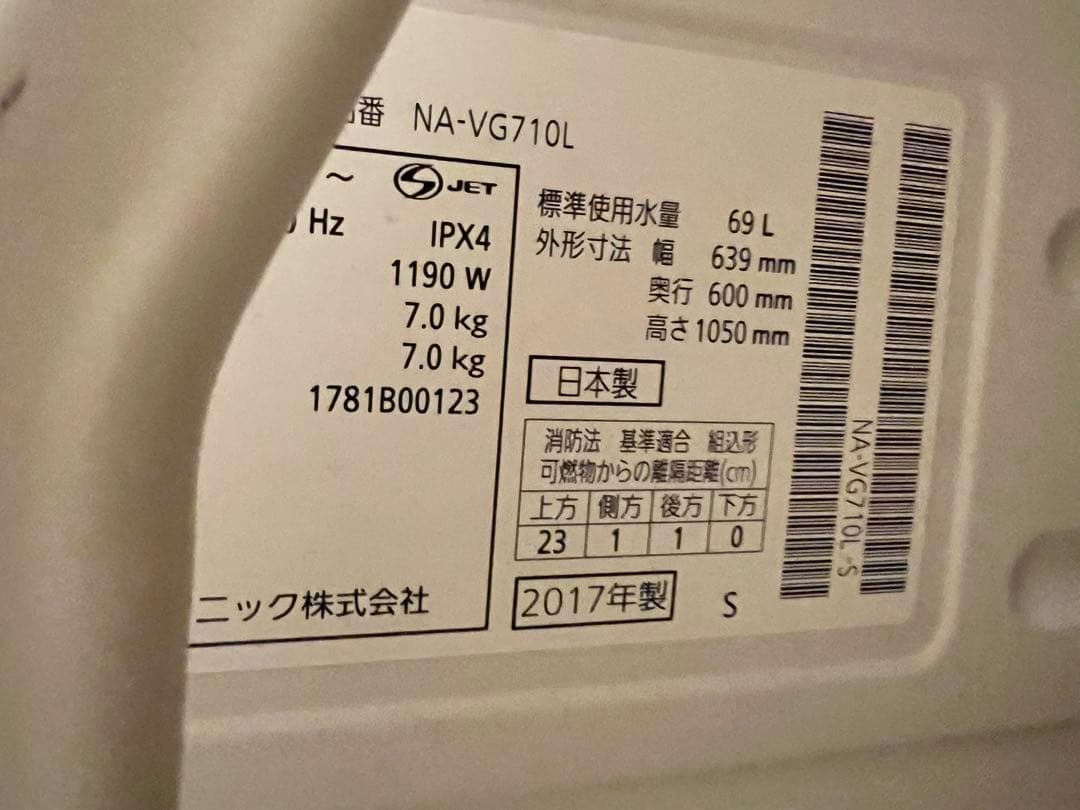 品番 NA-VG710L
~ JET
Hz IPX4
1190 W
7.0 kg
7.0 kg
1781B00123
ニック株式会社
標準使用水量 69 L
外形寸法 幅 639 mm
奥行 600 mm
高さ 1050 mm
日本製
消防法 基準適合 組込形
可燃物からの離隔距離(cm)
上方 側方 後方 下方
23 1 1 0
2017年製 S
NA-VG710L-S